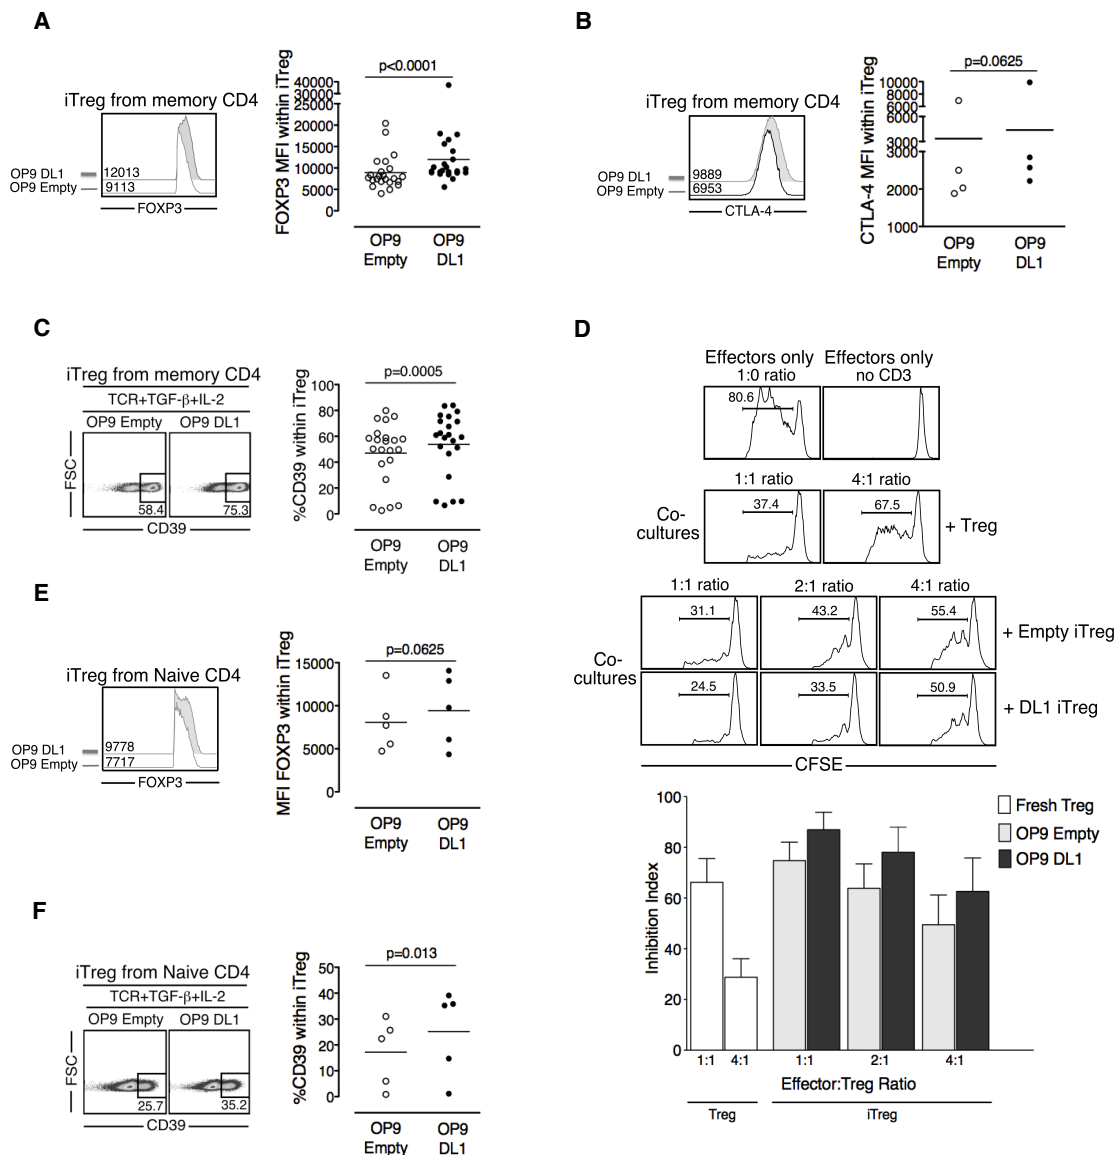 A
iTreg from memory CD4
OP9 DL1
OP9 Empty
12013
9113
FOXP3
FOXP3 MFI within iTreg
p<0.0001
40000
30000
25000
20000
15000
10000
5000
0
OP9
Empty
OP9
DL1
B
iTreg from memory CD4
OP9 DL1
OP9 Empty
9889
6953
CTLA-4
CTLA-4 MFI within iTreg
p=0.0625
10000
8000
6000
6000
3000
3000
2000
1000
OP9
Empty
OP9
DL1
C
iTreg from memory CD4
TCR+TGF-β+IL-2
OP9 Empty OP9 DL1
FSC
58.4
75.3
CD39
%CD39 within iTreg
p=0.0005
100
80
60
40
20
0
OP9
Empty
OP9
DL1
D
Effectors only
1:0 ratio
Effectors only
no CD3
80.6
1:1 ratio
4:1 ratio
Co-
cultures
37.4
67.5
+ Treg
1:1 ratio
2:1 ratio
4:1 ratio
31.1
43.2
55.4
+ Empty iTreg
Co-
cultures
24.5
33.5
50.9
+ DL1 iTreg
CFSE
Inhibition Index
100
80
60
40
20
0
Fresh Treg
OP9 Empty
OP9 DL1
1:1 4:1 1:1 2:1 4:1
Effector:Treg Ratio
Treg
iTreg
E
iTreg from Naive CD4
OP9 DL1
OP9 Empty
9778
7717
FOXP3
MFI FOXP3 within iTreg
p=0.0625
15000
10000
5000
0
OP9
Empty
OP9
DL1
F
iTreg from Naive CD4
TCR+TGF-β+IL-2
OP9 Empty OP9 DL1
FSC
25.7
35.2
CD39
%CD39 within iTreg
p=0.013
50
40
30
20
10
0
OP9
Empty
OP9
DL1